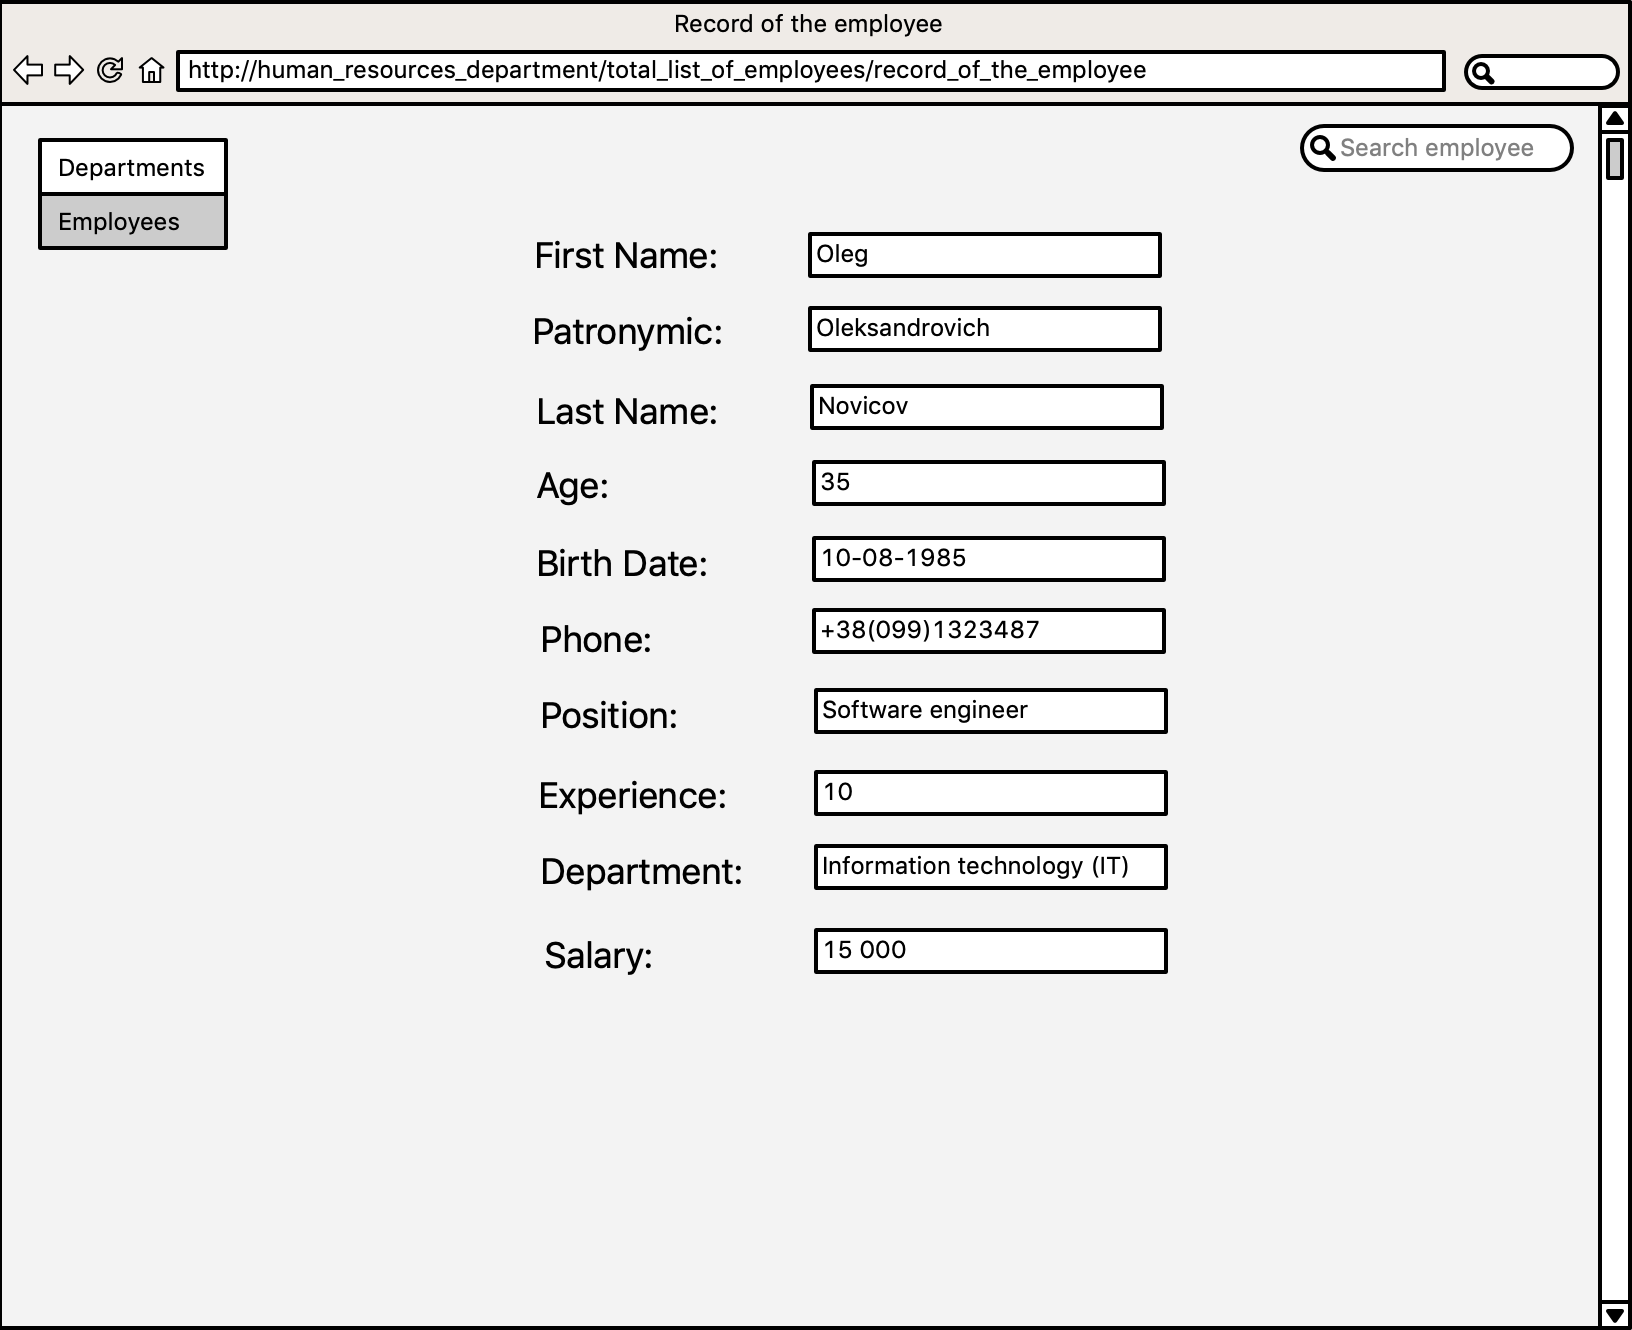 Record of the employee
http://human_resources_department/total_list_of_employees/record_of_the_employee
Search employee
Departments
Employees
First Name: Oleg
Patronymic: Oleksandrovich
Last Name: Novicov
Age: 35
Birth Date: 10-08-1985
Phone: +38(099)1323487
Position: Software engineer
Experience: 10
Department: Information technology (IT)
Salary: 15 000